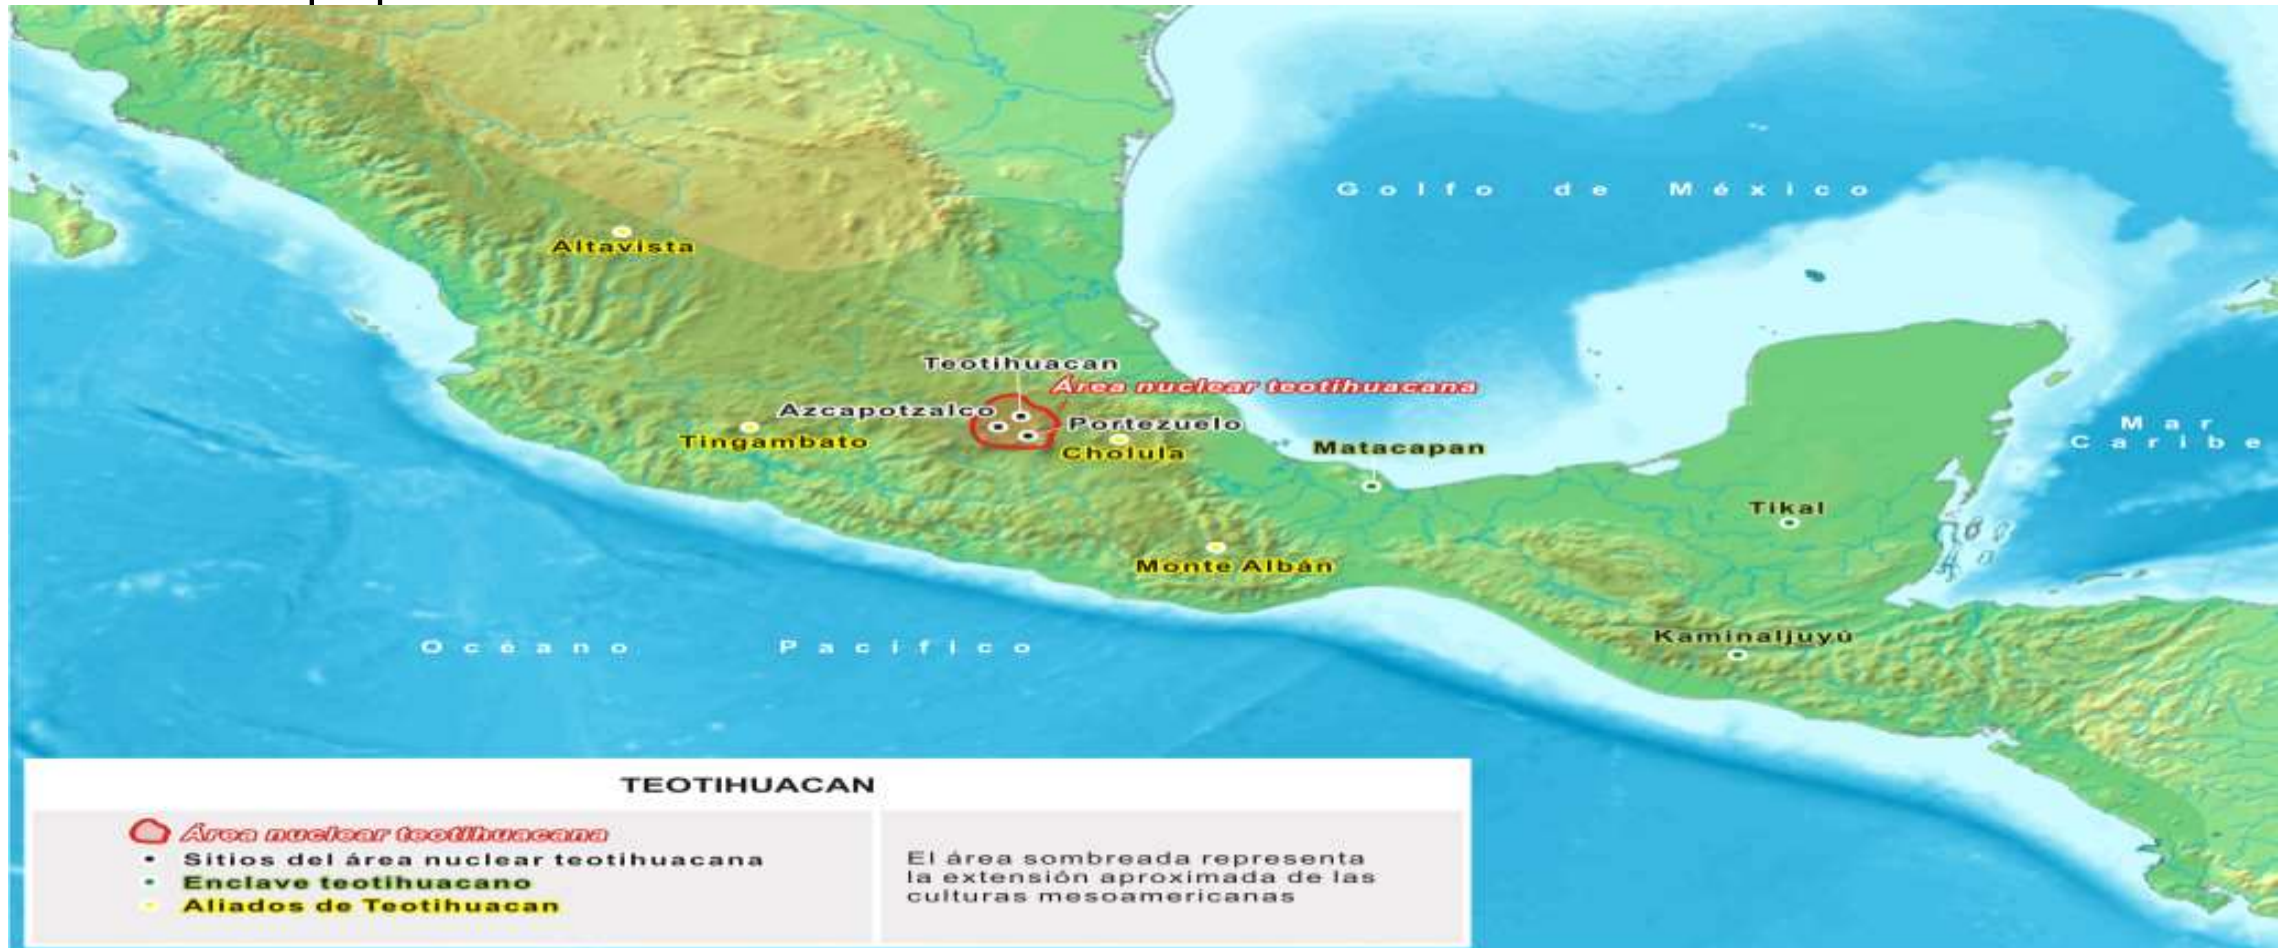 Golfo de México
Altavista
Teotihuacan
Área nuclear teotihuacana
Azcapotzalco
Portezuelo
Tingambato
Cholula
Matacapan
Mar
Caribe
Tikal
Monte Albán
Kaminaljuyú
Océano Pacífico
TEOTIHUACAN
Área nuclear teotihuacana
Sitios del área nuclear teotihuacana
Enclave teotihuacano
Aliados de Teotihuacan
El área sombreada representa
la extensión aproximada de las
culturas mesoamericanas